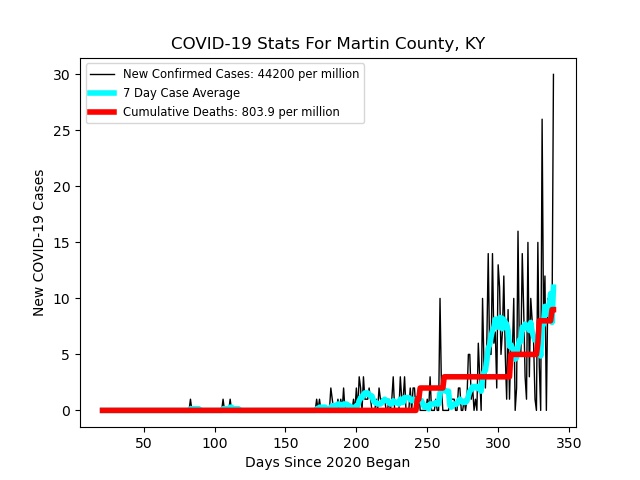 COVID-19 Stats For Martin County, KY
New Confirmed Cases: 44200 per million
7 Day Case Average
Cumulative Deaths: 803.9 per million
New COVID-19 Cases
30
25
20
15
10
5
0
50
100
150
200
250
300
350
Days Since 2020 Began